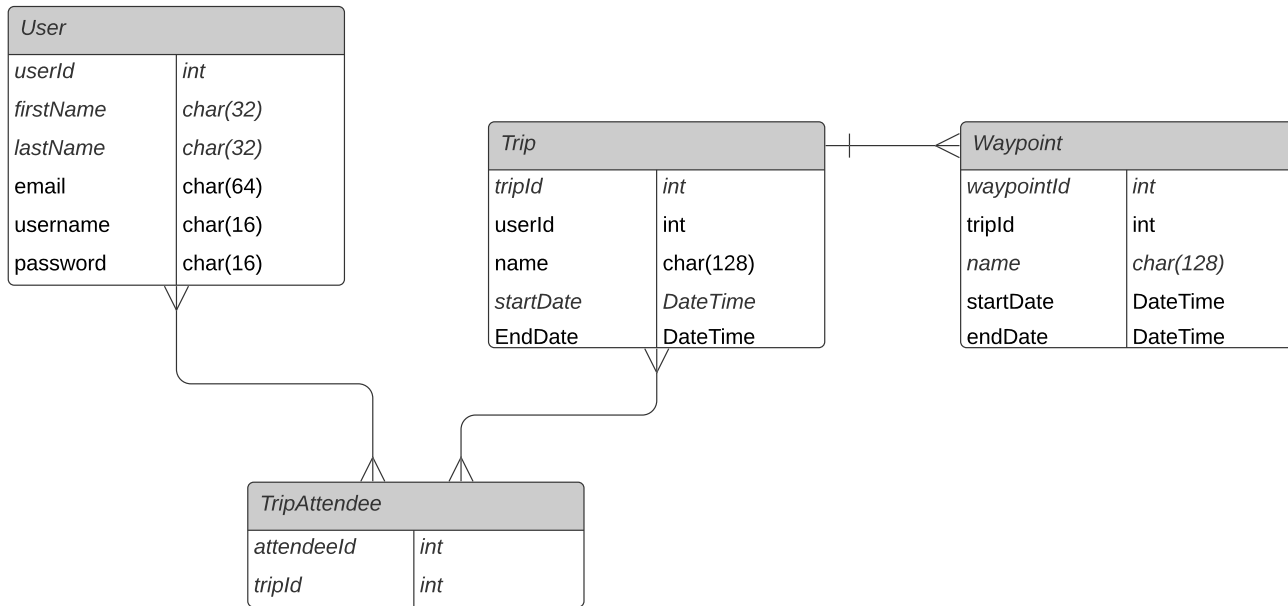 User
userId int
firstName char(32)
lastName char(32)
email char(64)
username char(16)
password char(16)
Trip
tripId int
userId int
name char(128)
startDate DateTime
EndDate DateTime
Waypoint
waypointId int
tripId int
name char(128)
startDate DateTime
endDate DateTime
TripAttendee
attendeeId int
tripId int